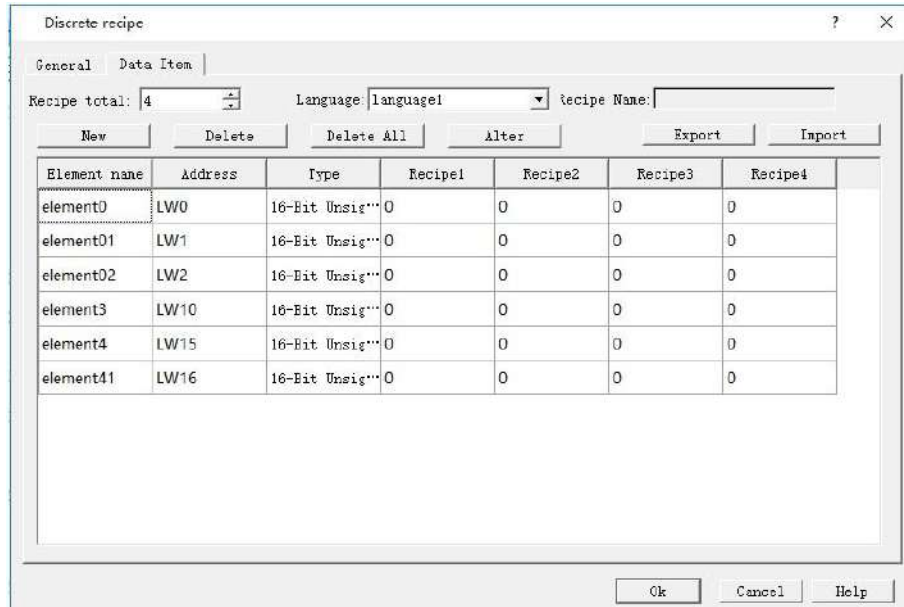 Discrete recipe ? ×
General Data Item
Recipe total: 4 Language: language1 Recipe Name:
New Delete Delete All Alter Export Import
Element name Address Type Recipe1 Recipe2 Recipe3 Recipe4
element0 LW0 16-Bit Unsig... 0 0 0 0
element01 LW1 16-Bit Unsig... 0 0 0 0
element02 LW2 16-Bit Unsig... 0 0 0 0
element3 LW10 16-Bit Unsig... 0 0 0 0
element4 LW15 16-Bit Unsig... 0 0 0 0
element41 LW16 16-Bit Unsig... 0 0 0 0
Ok Cancel Help